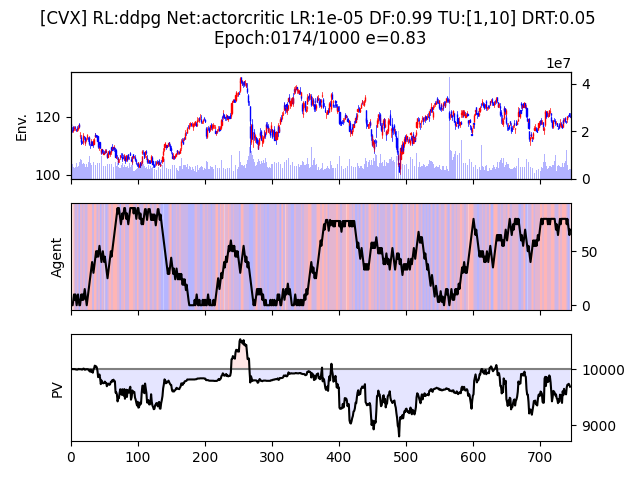 [CVX] RL:ddpg Net:actorcritic LR:1e-05 DF:0.99 TU:[1,10] DRT:0.05
Epoch:0174/1000 e=0.83
1e7
Env.
120
100
4
2
0
Agent
50
0
PV
10000
9000
0 100 200 300 400 500 600 700